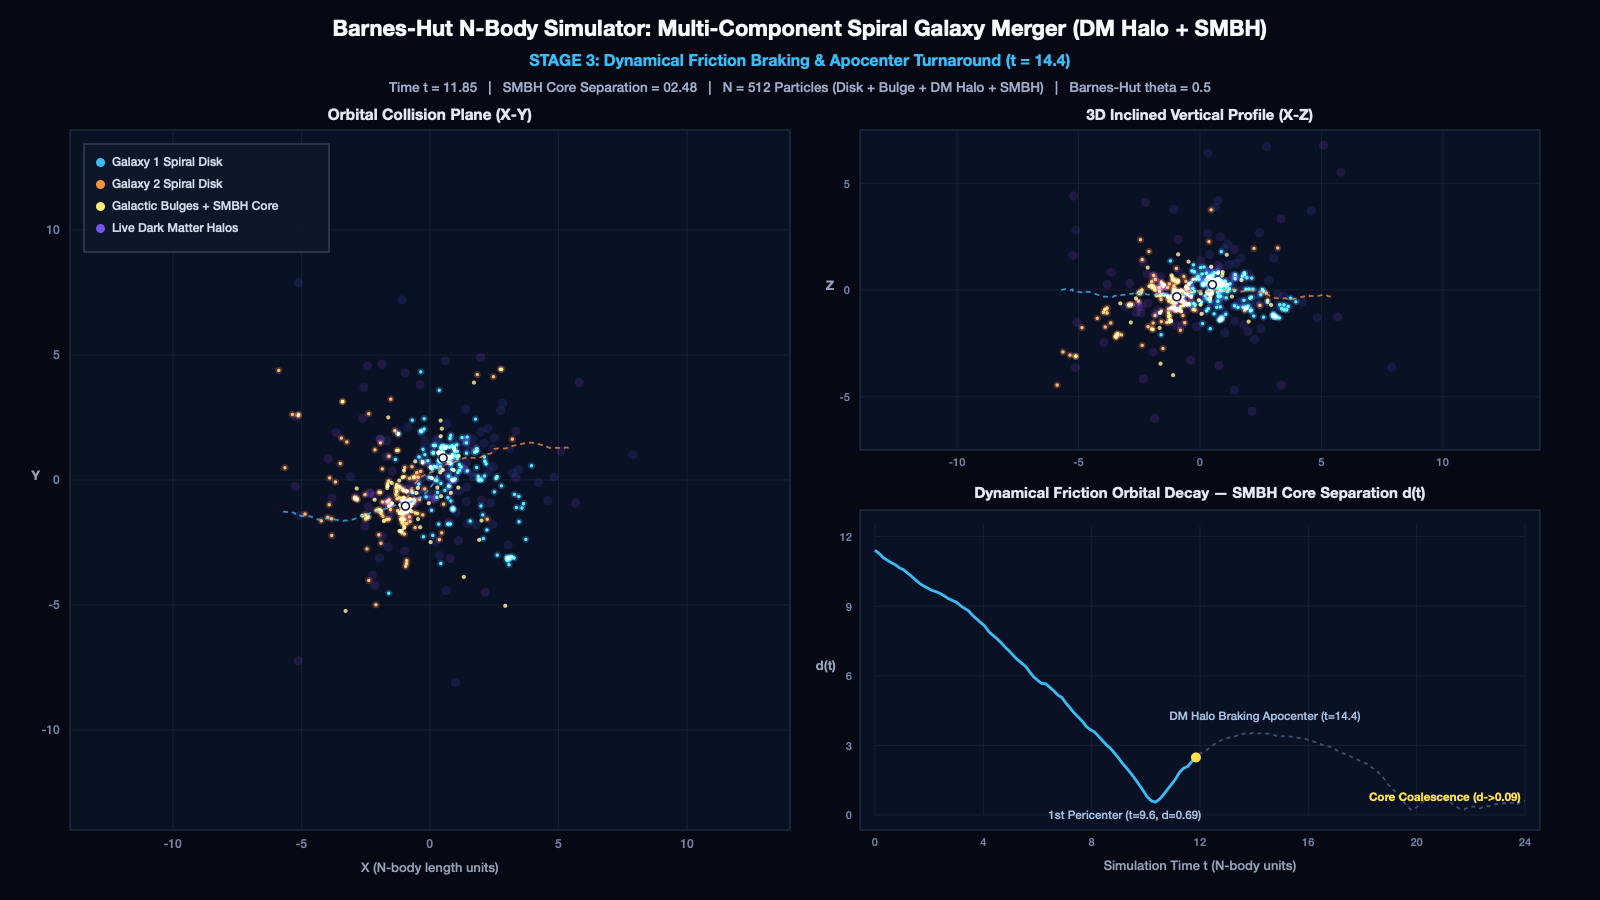 Barnes-Hut N-Body Simulator: Multi-Component Spiral Galaxy Merger (DM Halo + SMBH)
STAGE 3: Dynamical Friction Braking & Apocenter Turnaround (t = 14.4)
Time t = 11.85 | SMBH Core Separation = 02.48 | N = 512 Particles (Disk + Bulge + DM Halo + SMBH) | Barnes-Hut theta = 0.5
Orbital Collision Plane (X-Y)
Galaxy 1 Spiral Disk
Galaxy 2 Spiral Disk
Galactic Bulges + SMBH Core
Live Dark Matter Halos
10
5
0
-5
-10
Y
-10 -5 0 5 10
X (N-body length units)
3D Inclined Vertical Profile (X-Z)
5
0
-5
Z
-10 -5 0 5 10
Dynamical Friction Orbital Decay — SMBH Core Separation d(t)
12
9
6
3
0
d(t)
DM Halo Braking Apocenter (t=14.4)
Core Coalescence (d->0.09)
1st Pericenter (t=9.6, d=0.69)
0 4 8 12 16 20 24
Simulation Time t (N-body units)